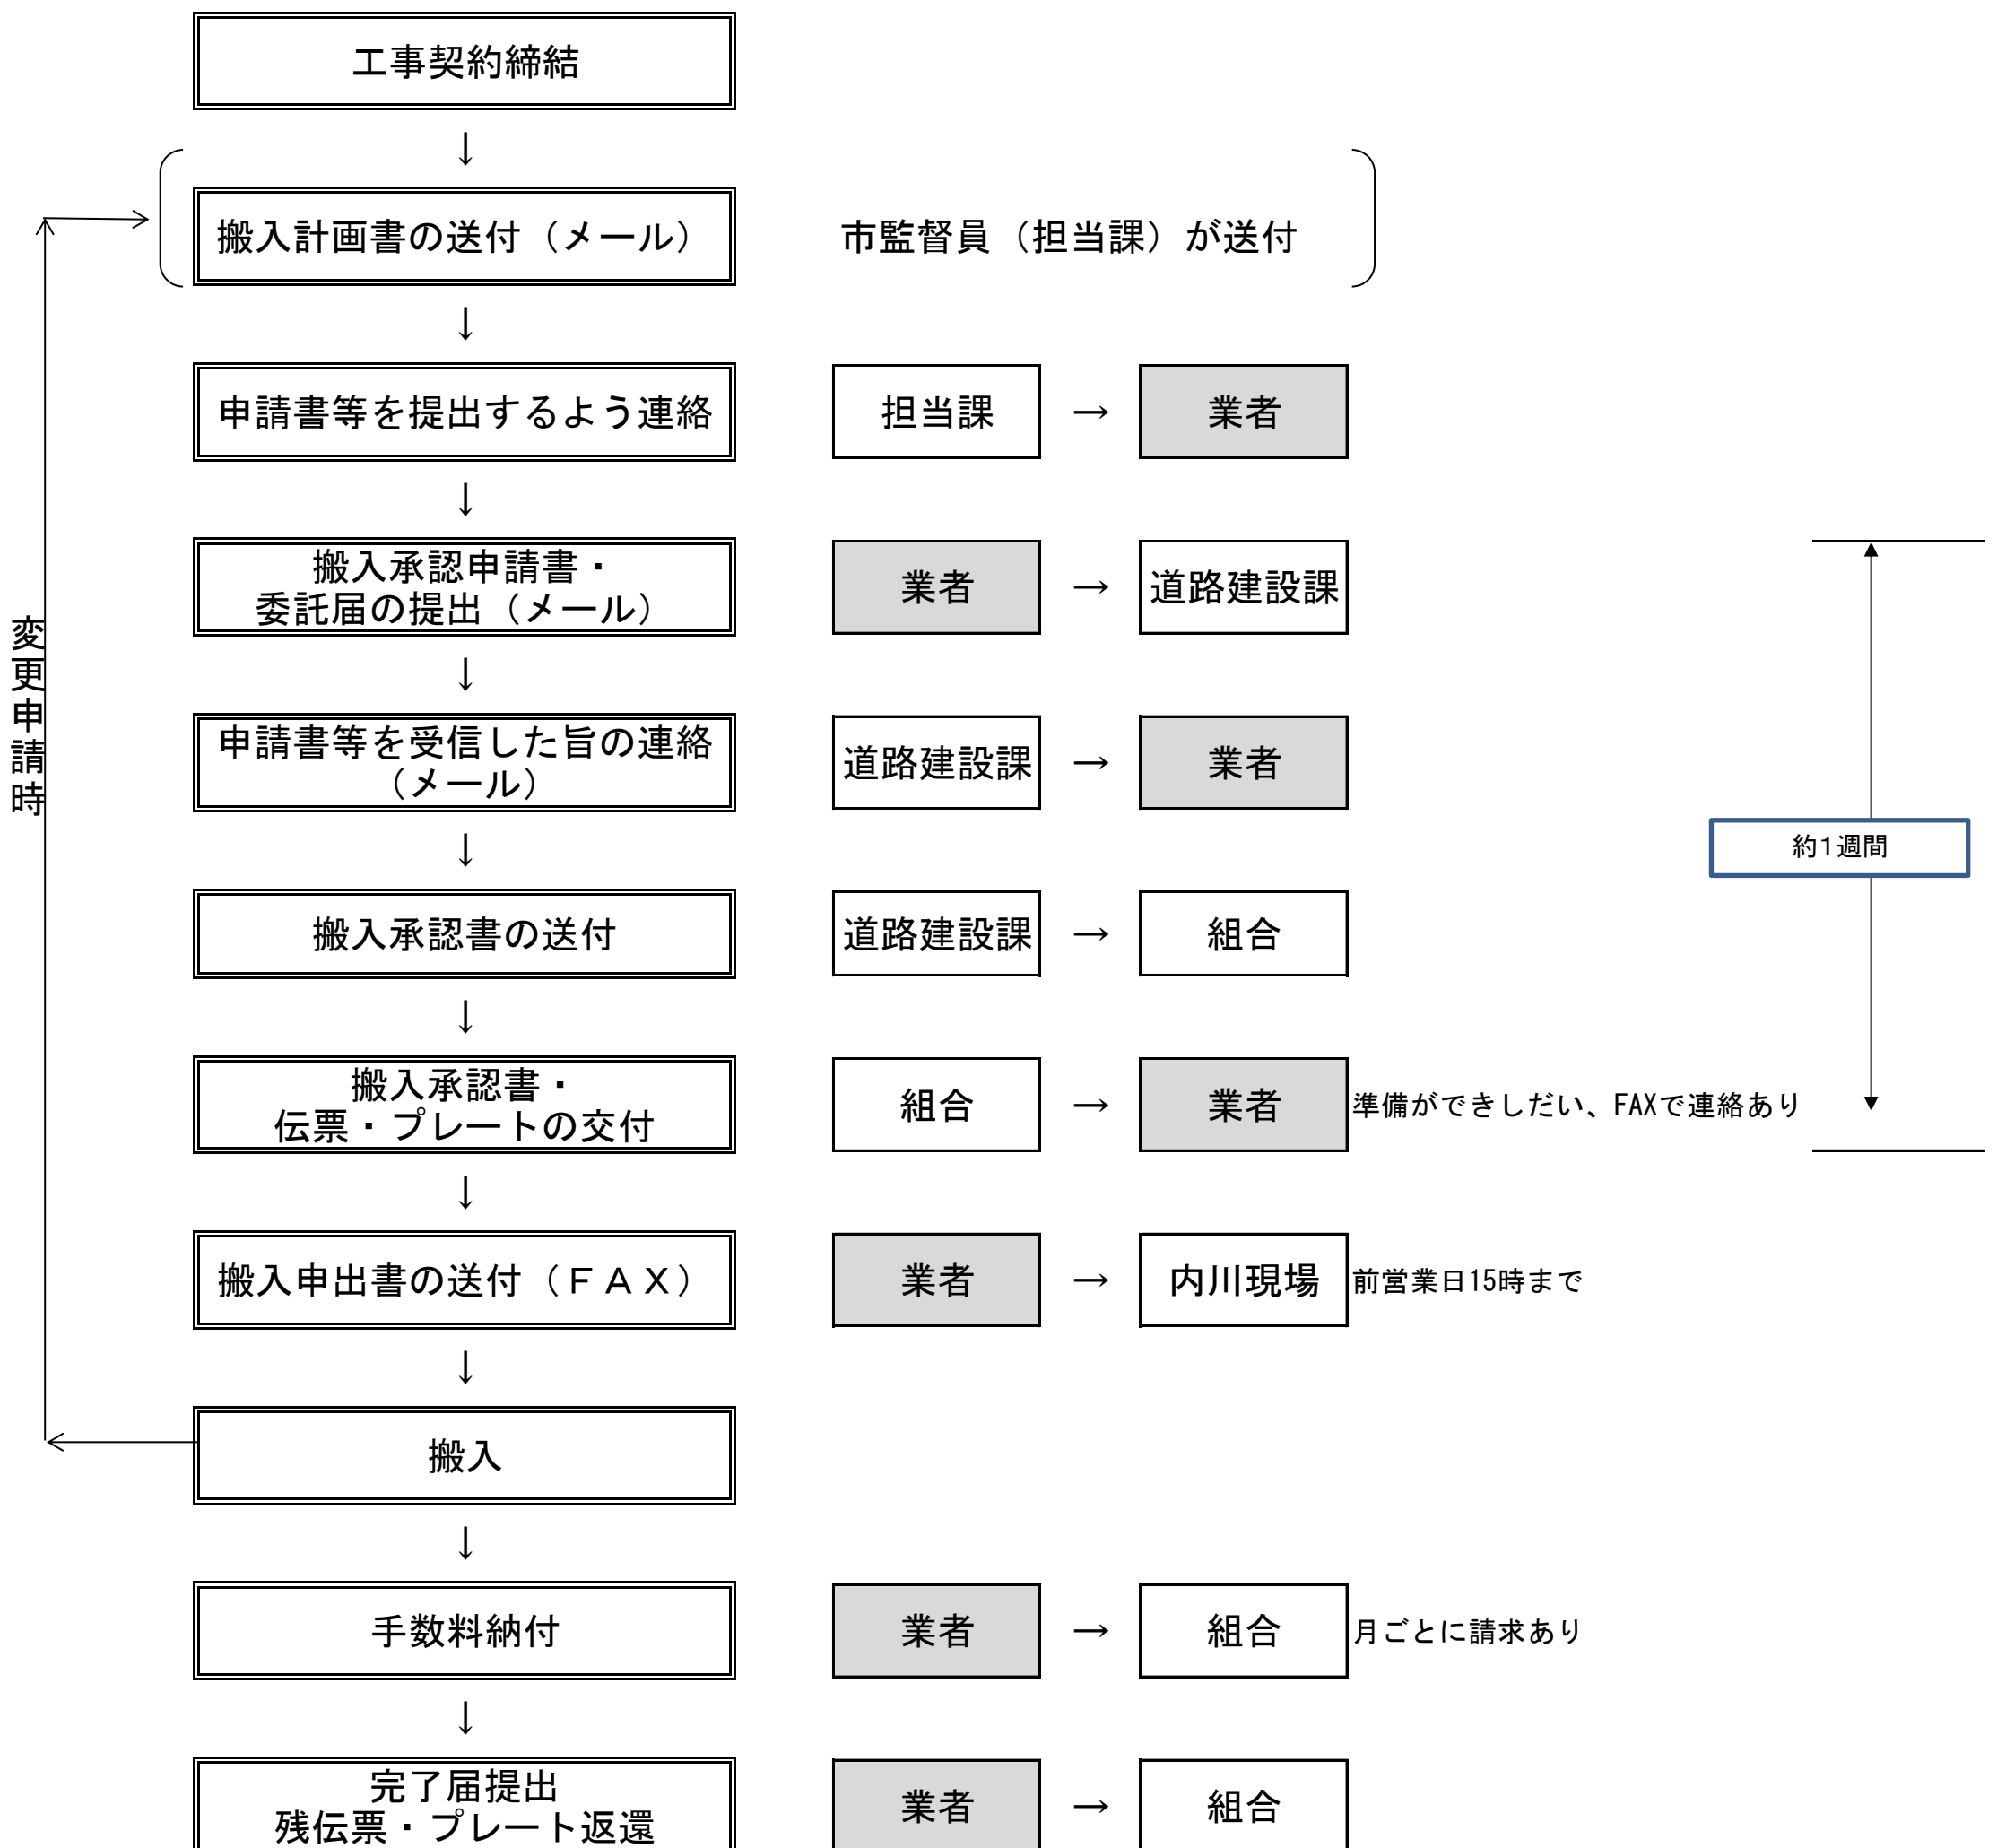 工事契約締結
↓
搬入計画書の送付（メール） 市監督員（担当課）が送付
↓
申請書等を提出するよう連絡 担当課 → 業者
↓
搬入承認申請書・
委託届の提出（メール） 業者 → 道路建設課
↓
申請書等を受信した旨の連絡
（メール） 道路建設課 → 業者
変更申請時
約1週間
↓
搬入承認書の送付 道路建設課 → 組合
↓
搬入承認書・
伝票・プレートの交付 組合 → 業者 準備ができしだい、FAXで連絡あり
↓
搬入申出書の送付（ＦＡＸ） 業者 → 内川現場 前営業日15時まで
↓
搬入
↓
手数料納付 業者 → 組合 月ごとに請求あり
↓
完了届提出
残伝票・プレート返還 業者 → 組合